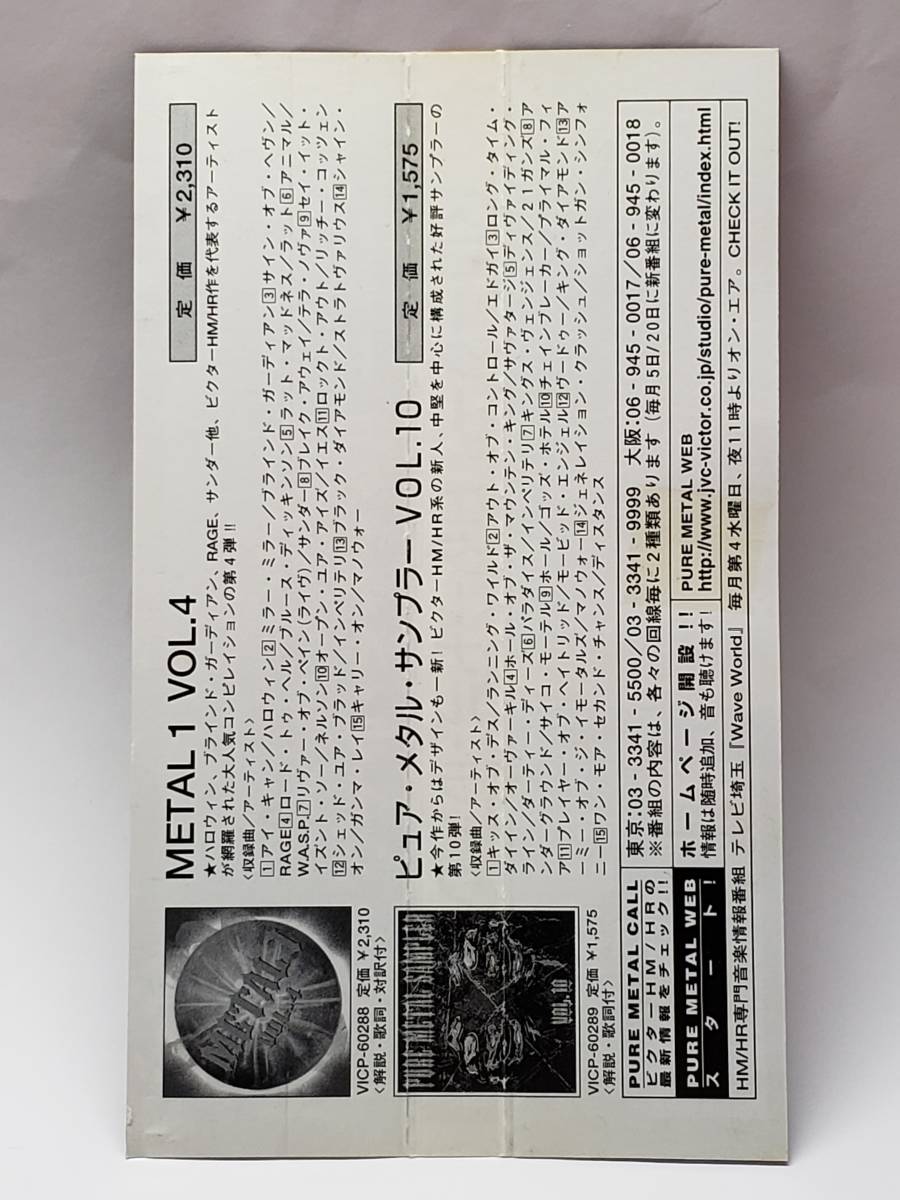 METAL 1 VOL.4
定 価 ¥2,310
★ハロウィン、ブラインド・ガーディアン、RAGE、サンダー他、ビクターHM/HR作を代表するアーティスト
が網羅された大人気コンピレイションの第4弾!!
〈収録曲/アーティスト〉
1アイ・キャン/ハロウィン2ミラー・ミラー/ブラインド・ガーディアン3サイン・オブ・ヘヴン/
RAGE4ロード・トゥ・ヘル/ブルース・ディッキンソン5ラット・マッドネス/ラット6アニマル/
W.A.S.P.7リヴァー・オブ・ペイン(ライヴ)/サンダー8ブレイク・アウェイ/テラ・ノヴァ9セイ・イット・
イズント・ソー/ネルソン10オープン・ユア・アイズ/イエス11ロックト・アウト/リッチー・コッツェン
12シェッド・ユア・ブラッド/インペリテリ13ブラック・ダイアモンド/ストラトヴァリウス14シャイン・
オン/ガンマ・レイ15キャリー・オン/マノウォー
METAL 1
VOL.4
VICP-60288 定価 ¥2,310
〈解説・歌詞・対訳付〉
ピュア・メタル・サンプラー VOL.10
定 価 ¥1,575
★今作からはデザインも一新!ビクターHM/HR系の新人、中堅を中心に構成された好評サンプラーの
第10弾!
〈収録曲/アーティスト〉
1キッス・オブ・デス/ランニング・ワイルド2アウト・オブ・コントロール/エドガイ3ロング・タイム・
ダイイン/オーヴァーキル4ホール・オブ・ザ・マウンテン・キング/サヴァタージ5ディヴァイディング・
ライン/ダーティー・ディーズ6パラダイス/インペリテリ7キングス・ヴェンジェンス/21ガンズ8ア
ンダーグラウンド/サイコ・モーテル9ホール/ゴッズ・ホテル10チェインブレーカー/プライマル・フィ
ア11プレイヤー・オブ・ヘイトリッド/モービッド・エンジェル12ヴードゥー/キング・ダイアモンド13ア
ーミー・オブ・ジ・イモータルズ/マノウォー14ジェネレイション・クラッシュ/ショットガン・シンフォ
ニー15ワン・モア・セカンド・チャンス/ディスタンス
PURE METAL SAMPLER
VOL.10
VICP-60289 定価 ¥1,575
〈解説・歌詞付〉
PURE METAL CALL
ビクターHM/HRの
最新情報をチェック!!
東京:03-3341-5500/03-3341-9999 大阪:06-945-0017/06-945-0018
※番組の内容は、各々の回線毎に2種類あります(毎月5日/20日に新番組に変わります)。
PURE METAL WEB
スタート!
ホームページ開設!!
情報は随時追加、音も聴けます!
PURE METAL WEB
http://www.jvc-victor.co.jp/studio/pure-metal/index.html
HM/HR専門音楽情報番組 テレビ埼玉『Wave World』 毎月第4水曜日、夜11時よりオン・エア。CHECK IT OUT!